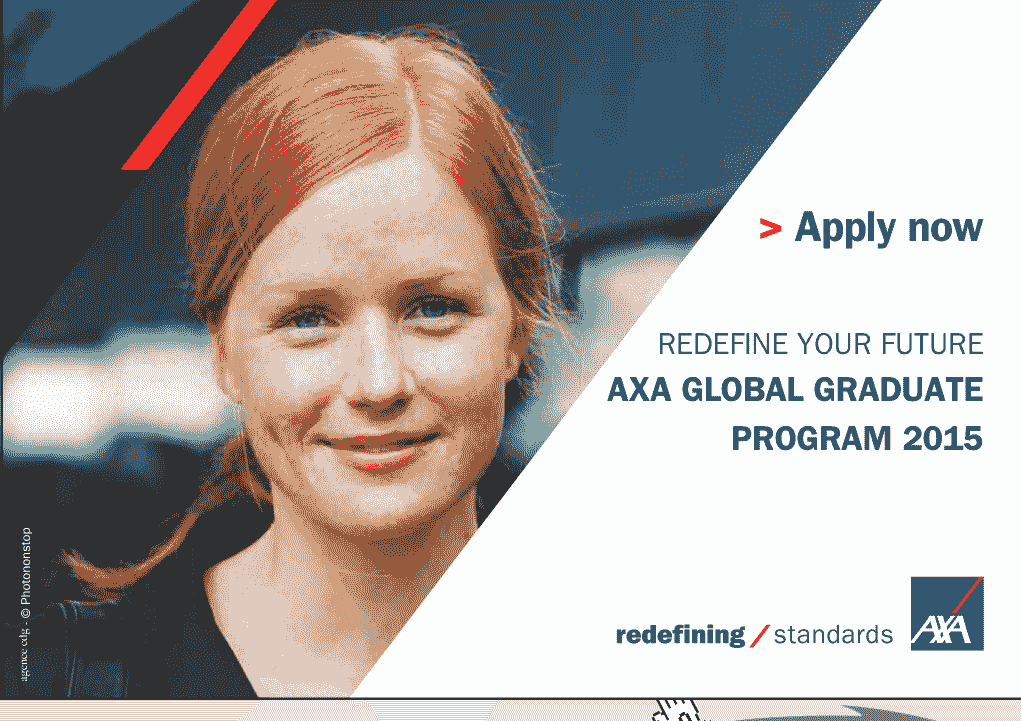 > Apply now
REDEFINE YOUR FUTURE
AXA GLOBAL GRADUATE
PROGRAM 2015
redefining / standards
AXA
agence cdg - © Photononstop